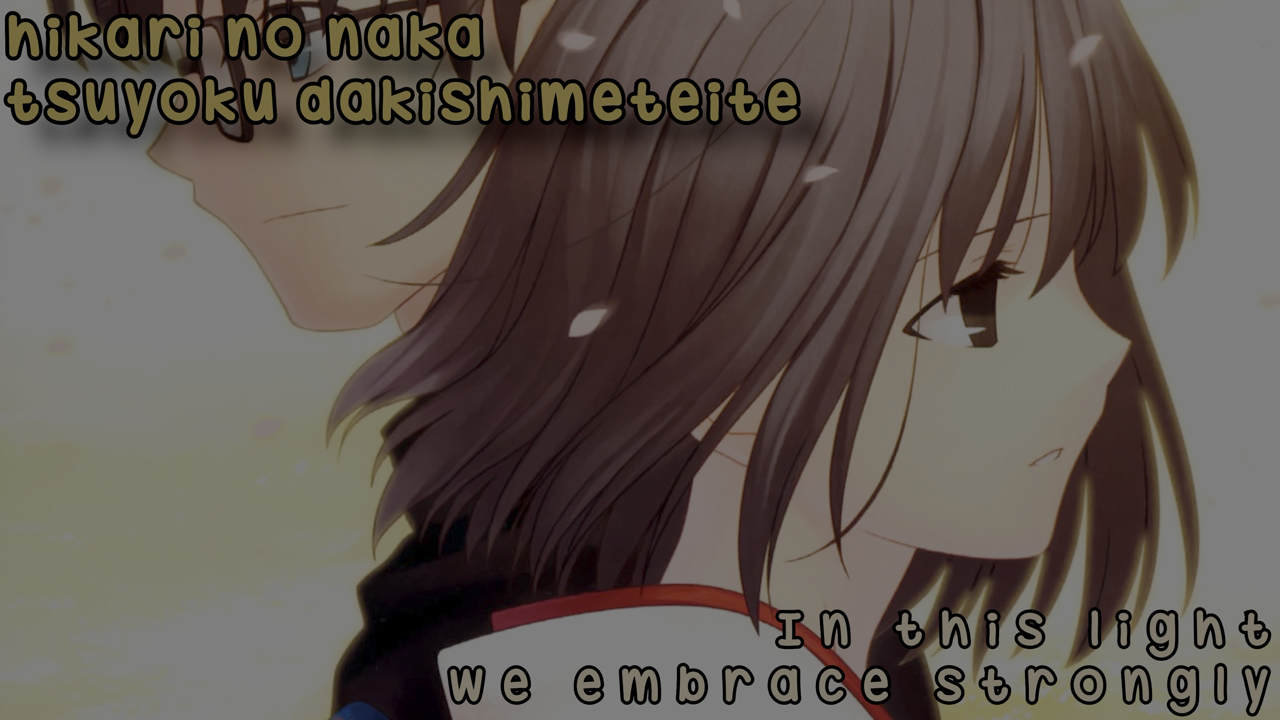 hikari no naka
tsuyoku dakishimeteite
In this light
we embrace strongly